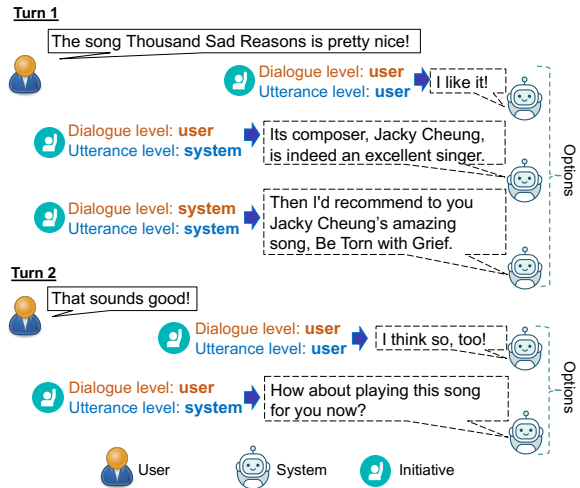 Turn 1
The song Thousand Sad Reasons is pretty nice!
Dialogue level: user
Utterance level: user
I like it!
Dialogue level: user
Utterance level: system
Its composer, Jacky Cheung,
is indeed an excellent singer.
Dialogue level: system
Utterance level: system
Then I'd recommend to you
Jacky Cheung's amazing
song, Be Torn with Grief.
Options
Turn 2
That sounds good!
Dialogue level: user
Utterance level: user
I think so, too!
Dialogue level: user
Utterance level: system
How about playing this song
for you now?
Options
User
System
Initiative